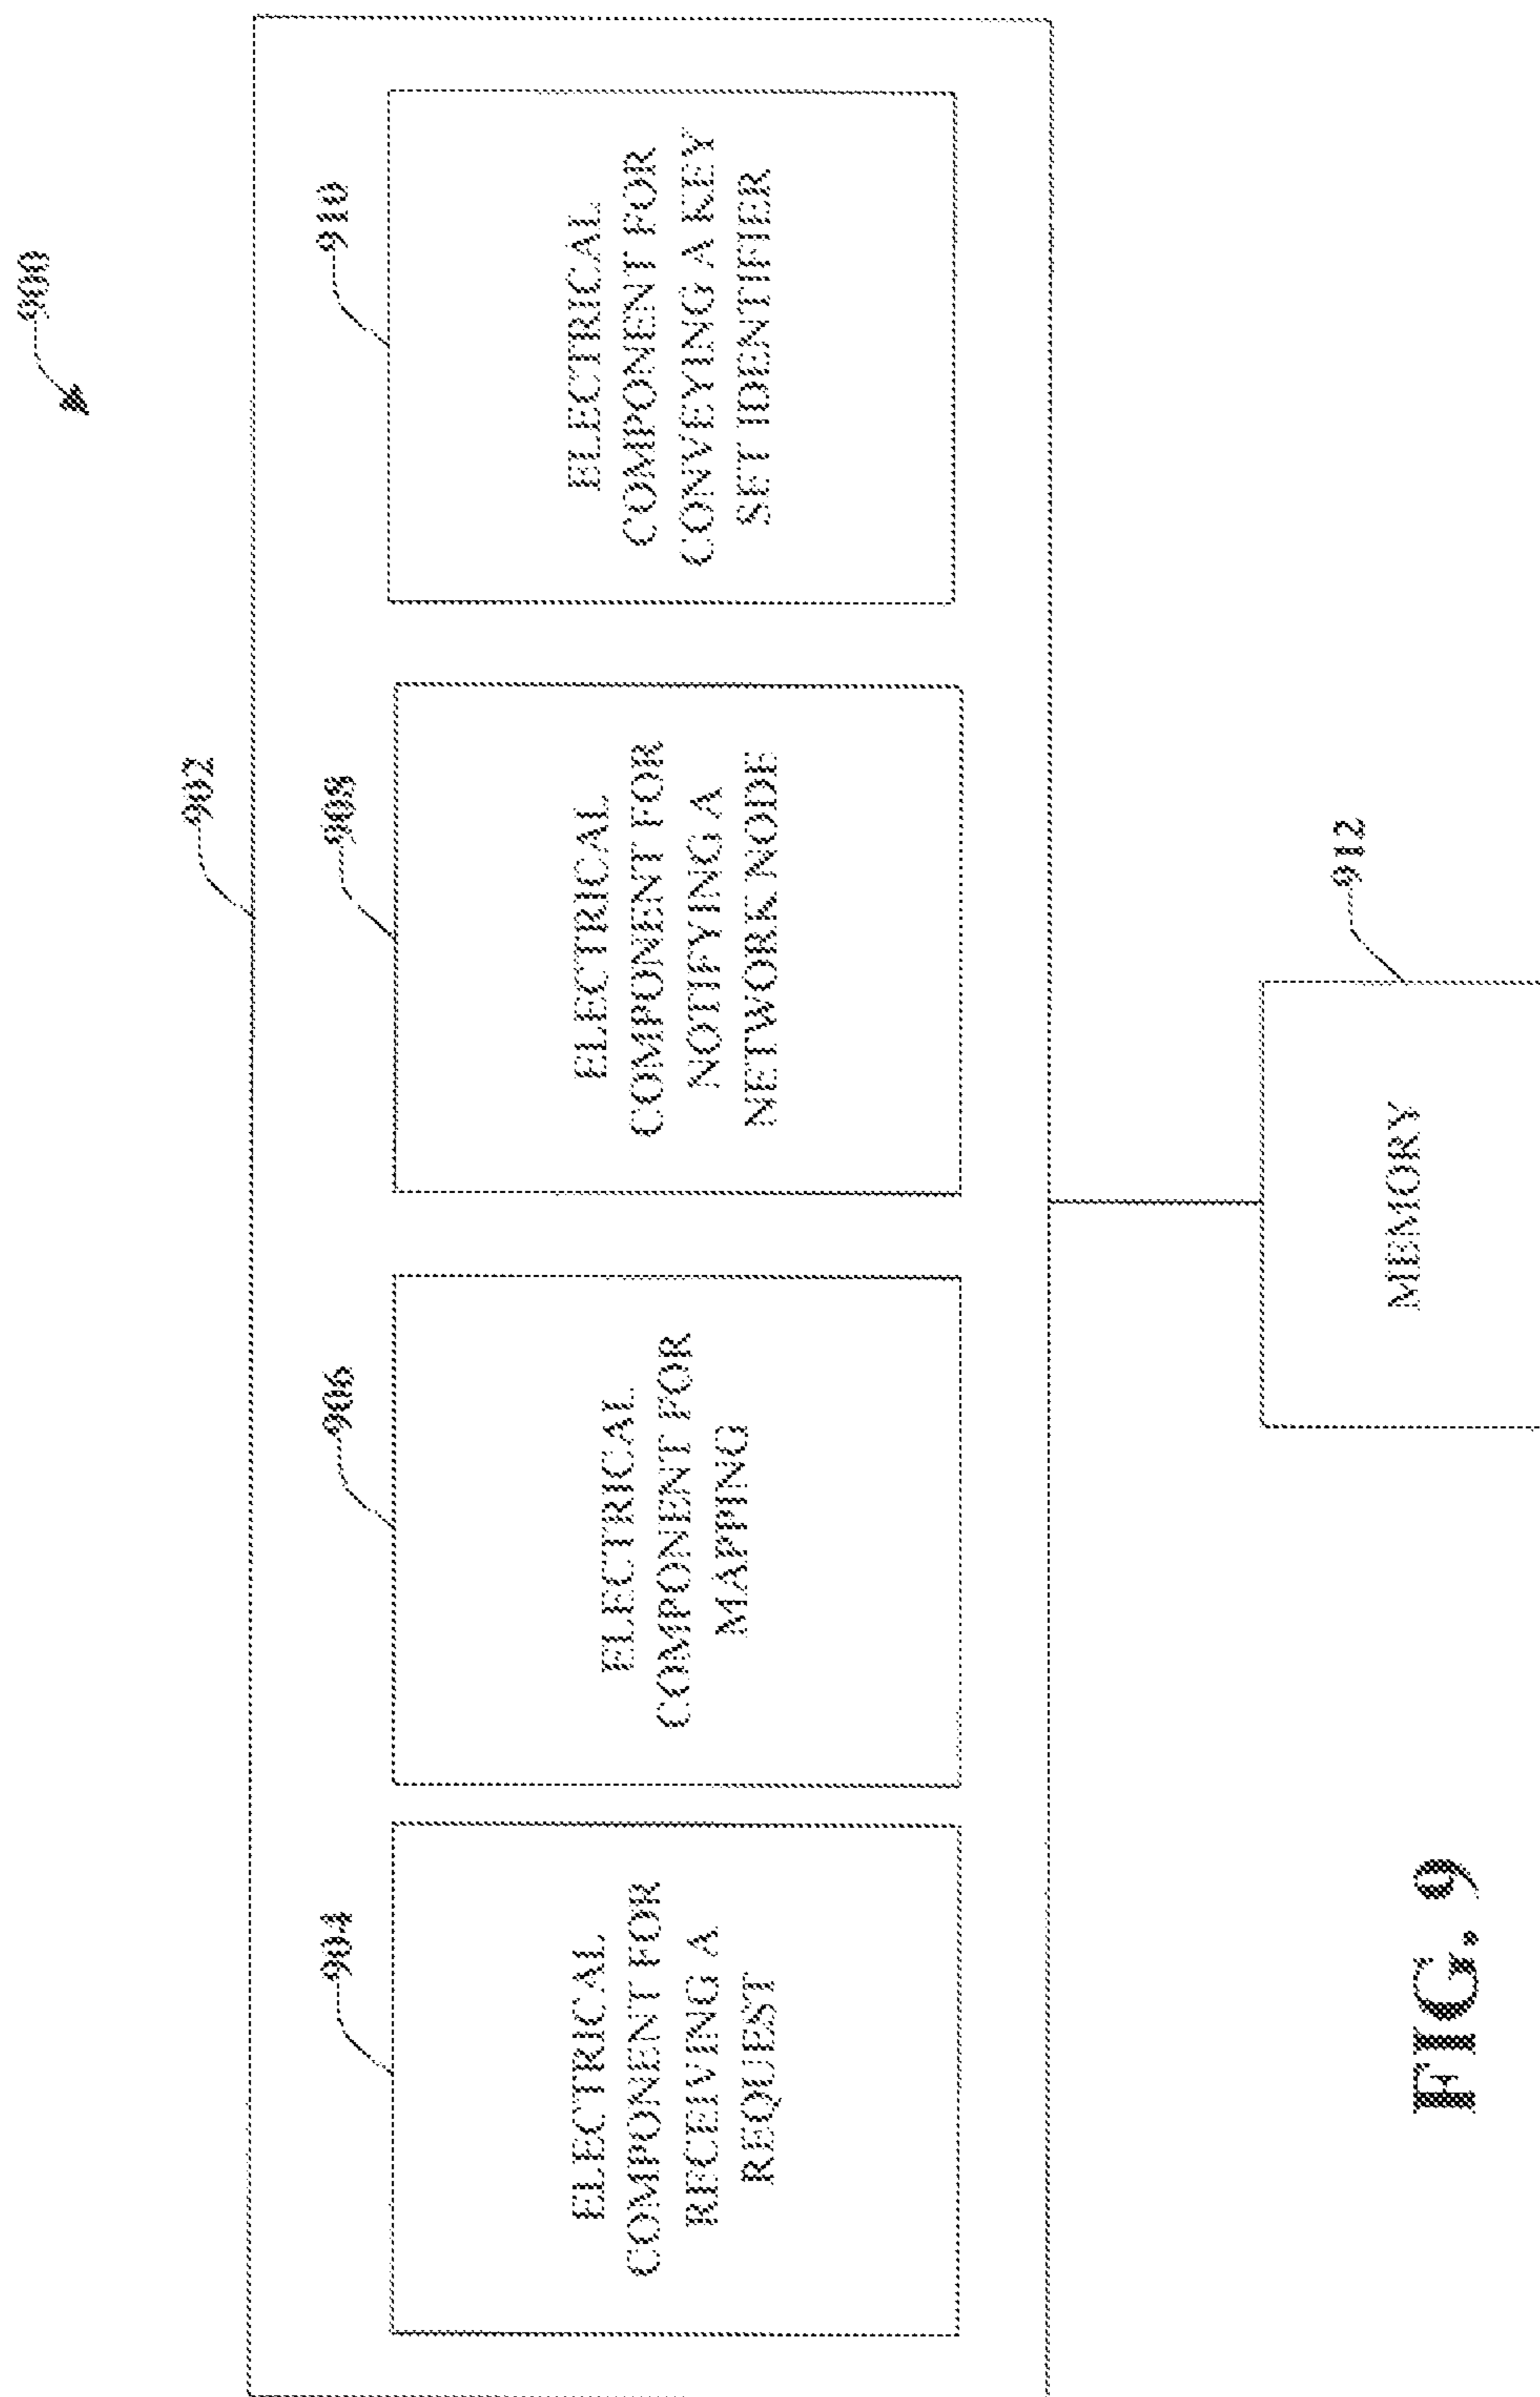 900
902
904
ELECTRICAL
COMPONENT FOR
RECEIVING A
REQUEST
906
ELECTRICAL
COMPONENT FOR
MAPPING
908
ELECTRICAL
COMPONENT FOR
NOTIFYING A
NETWORK NODE
910
ELECTRICAL
COMPONENT FOR
CONVEYING A KEY
SET IDENTIFIER
912
MEMORY
FIG. 9